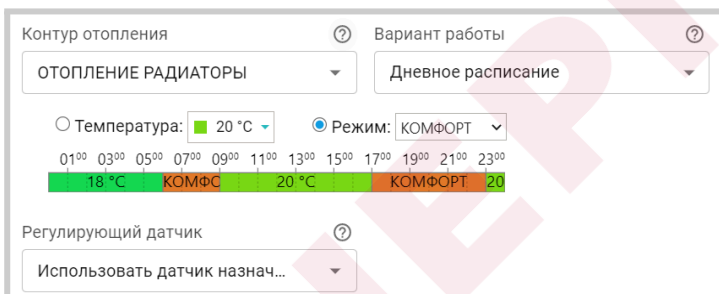 Контур отопления Вариант работы
ОТОПЛЕНИЕ РАДИАТОРЫ Дневное расписание
Температура: 20 °C Режим: КОМФОРТ
01⁰⁰ 03⁰⁰ 05⁰⁰ 07⁰⁰ 09⁰⁰ 11⁰⁰ 13⁰⁰ 15⁰⁰ 17⁰⁰ 19⁰⁰ 21⁰⁰ 23⁰⁰
18 °C КОМФС 20 °C КОМФОРТ 20
Регулирующий датчик
Использовать датчик назнач...